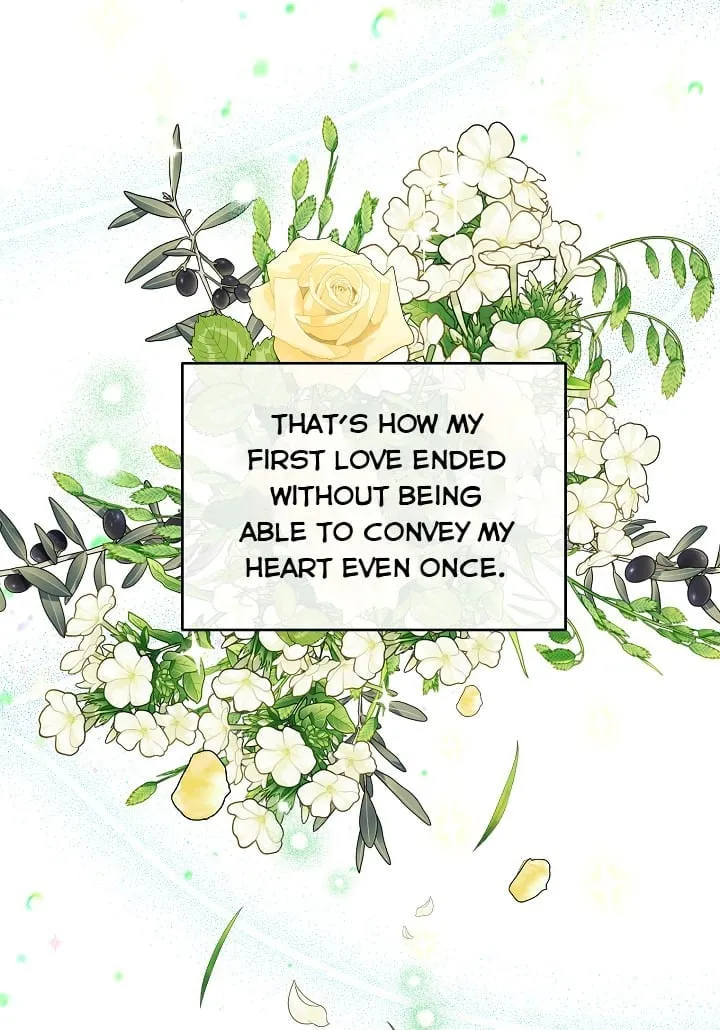 THAT'S HOW MY
FIRST LOVE ENDED
WITHOUT BEING
ABLE TO CONVEY MY
HEART EVEN ONCE.